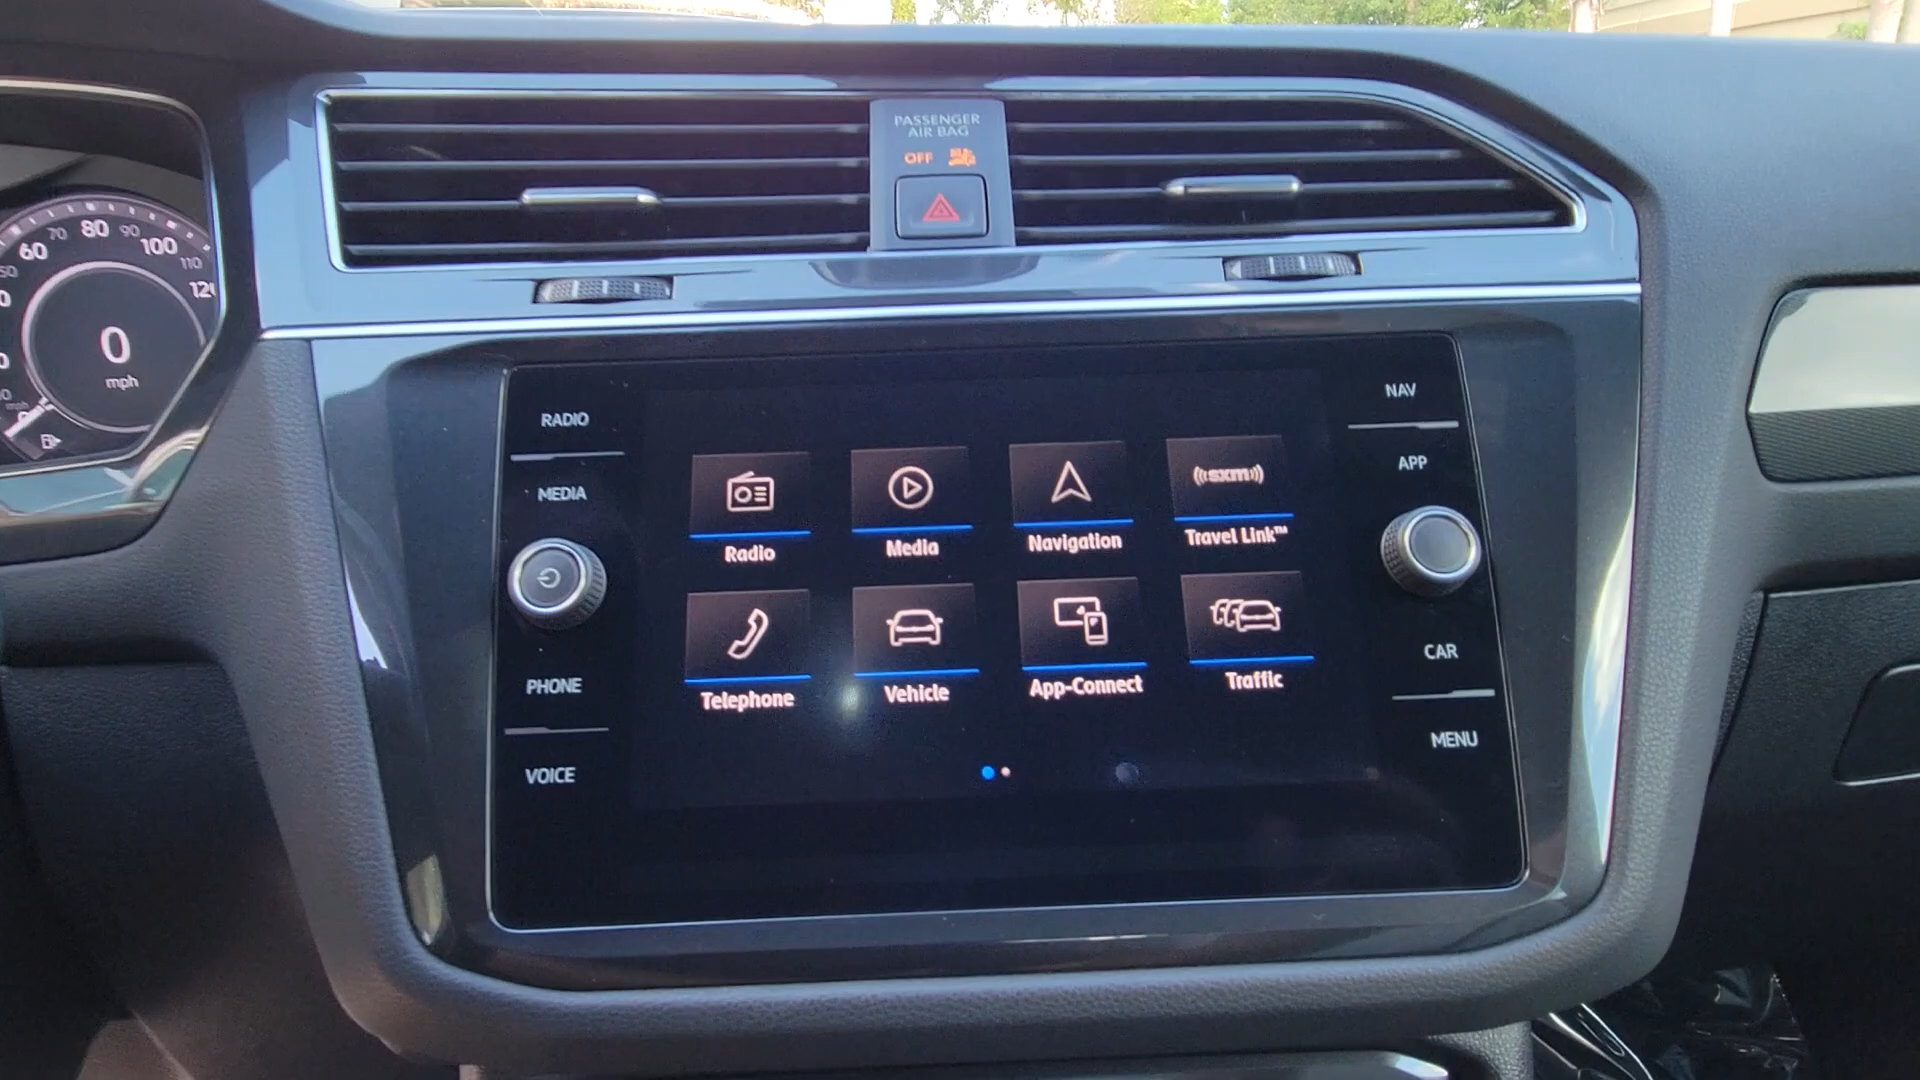 PASSENGER
AIR BAG
OFF
60
70
80
90
100
110
0
mph
RADIO
MEDIA
PHONE
VOICE
NAV
APP
CAR
MENU
((sxm))
Radio
Media
Navigation
Travel Link™
Telephone
Vehicle
App-Connect
Traffic